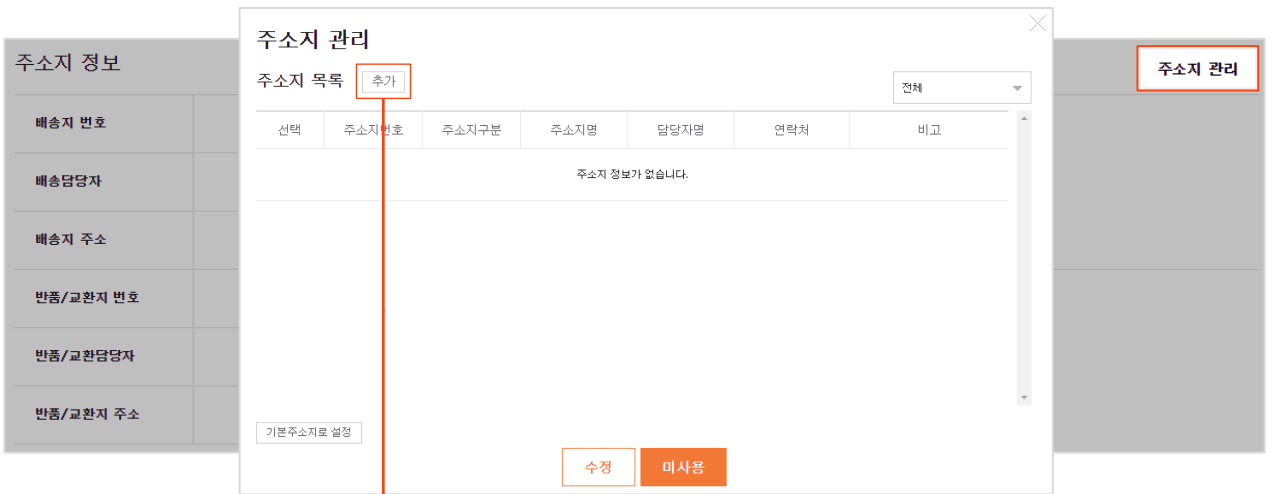 주소지 관리
주소지 정보
주소지 관리
주소지 목록 추가 전체
선택 주소지번호 주소지구분 주소지명 담당자명 연락처 비고
주소지 정보가 없습니다.
배송지 번호
배송담당자
배송지 주소
반품/교환지 번호
반품/교환담당자
반품/교환지 주소
기본주소지로 설정
수정 미사용